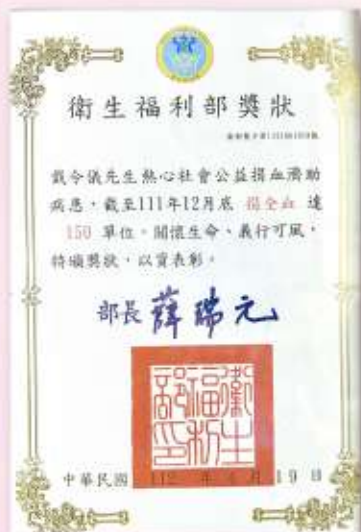 衛生福利部獎狀
戴令儀先生熱心社會公益捐血濟助
病患，截至111年12月底 捐全血 達
150 單位。關懷生命、義行可風，
特頒獎狀，以資表彰。
部長 薛瑞元
衛生福利部印
中華民國 112 年 4 月 19 日